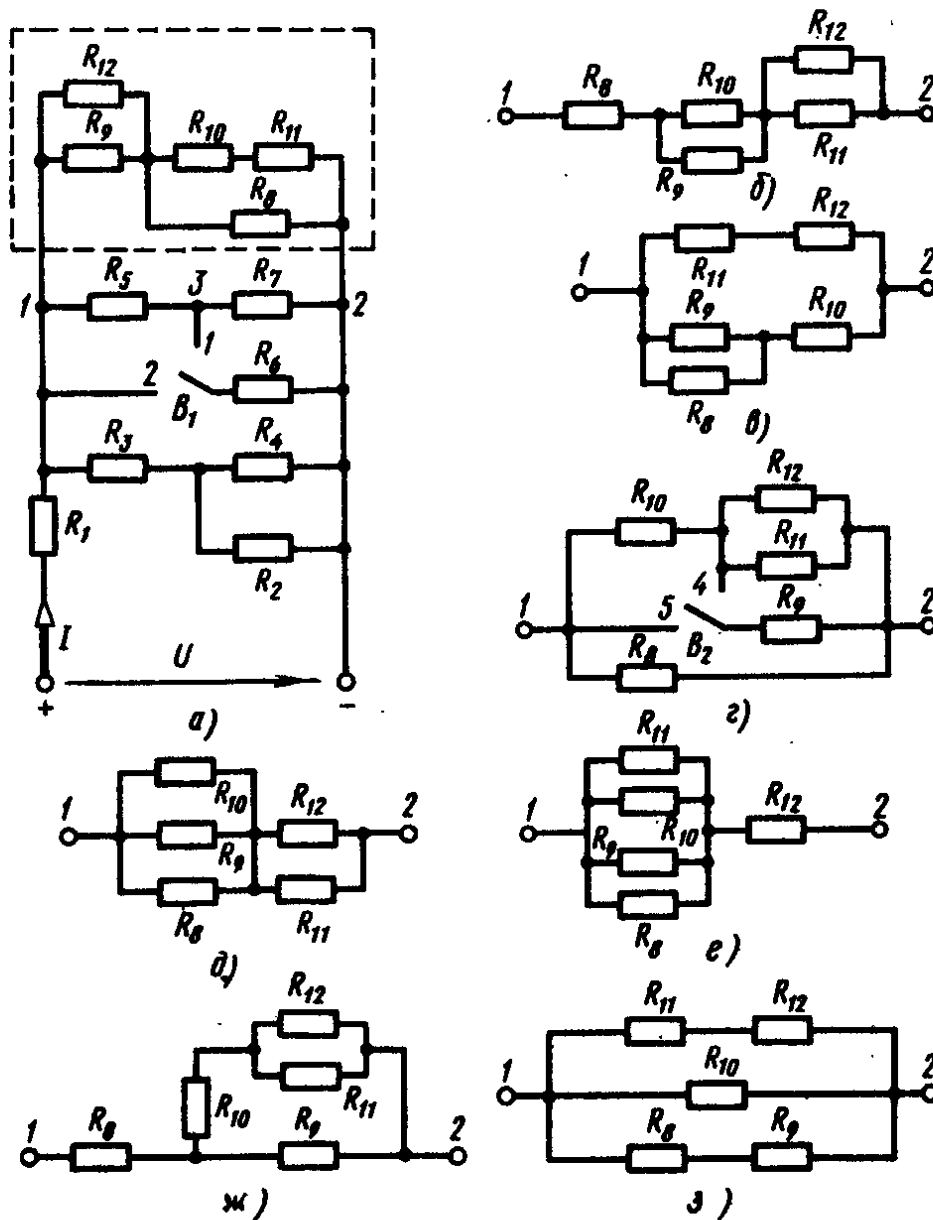 R12
R9
R10 R11
R8
1 R5 3 R7 2
1
2 R6
B1
R3 R4
R1
R2
I U
+ −
а)
R12
1 R8 R10 2
R9 R11
б)
R12
1 R11 2
R9 R10
R8
в)
R12
R10 R11
4
1 5 R9 2
B2
R8
г)
1 R10 R12 2
R9
R8 R11
д)
R11
1 R12 2
R9 R10
R8
е)
R12
R10 R11
1 R8 R9 2
ж)
R11 R12
1 R10 2
R8 R9
з)